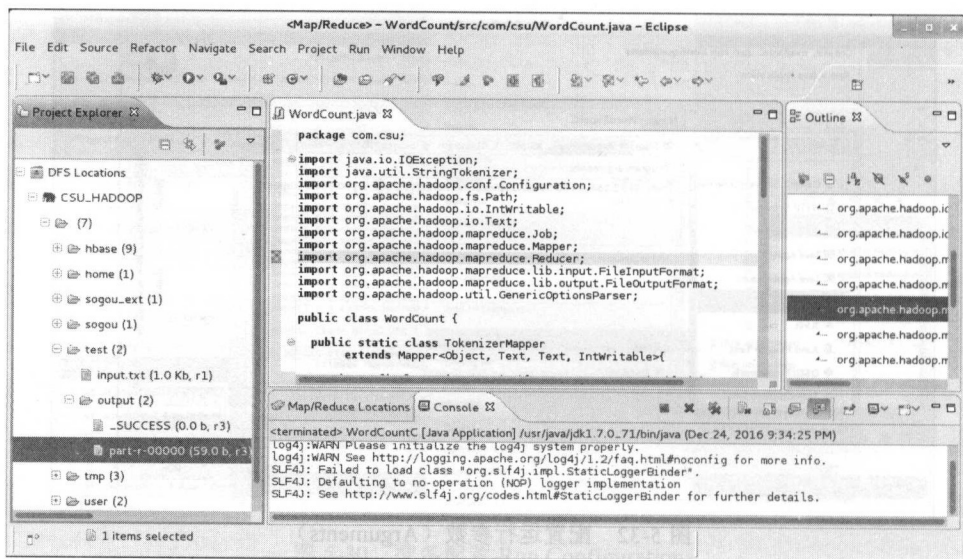 <Map/Reduce> - WordCount/src/com/csu/WordCount.java - Eclipse
File Edit Source Refactor Navigate Search Project Run Window Help
Project Explorer
DFS Locations
CSU_HADOOP
(7)
hbase (9)
home (1)
sogou_ext (1)
sogou (1)
test (2)
input.txt (1.0 Kb, r1)
output (2)
_SUCCESS (0.0 b, r3)
part-r-00000 (59.0 b, r3)
tmp (3)
user (2)
WordCount.java
package com.csu;
import java.io.IOException;
import java.util.StringTokenizer;
import org.apache.hadoop.conf.Configuration;
import org.apache.hadoop.fs.Path;
import org.apache.hadoop.io.IntWritable;
import org.apache.hadoop.io.Text;
import org.apache.hadoop.mapreduce.Job;
import org.apache.hadoop.mapreduce.Mapper;
import org.apache.hadoop.mapreduce.Reducer;
import org.apache.hadoop.mapreduce.lib.input.FileInputFormat;
import org.apache.hadoop.mapreduce.lib.output.FileOutputFormat;
import org.apache.hadoop.util.GenericOptionsParser;
public class WordCount {
public static class TokenizerMapper
extends Mapper<Object, Text, Text, IntWritable>{
Outline
org.apache.hadoop.io
org.apache.hadoop.io
org.apache.hadoop.m
org.apache.hadoop.m
org.apache.hadoop.m
org.apache.hadoop.m
org.apache.hadoop.m
Map/Reduce Locations Console
<terminated> WordCountC [Java Application] /usr/java/jdk1.7.0_71/bin/java (Dec 24, 2016 9:34:25 PM)
log4j:WARN Please initialize the log4j system properly.
log4j:WARN See http://logging.apache.org/log4j/1.2/faq.html#noconfig for more info.
SLF4J: Failed to load class "org.slf4j.impl.StaticLoggerBinder".
SLF4J: Defaulting to no-operation (NOP) logger implementation
SLF4J: See http://www.slf4j.org/codes.html#StaticLoggerBinder for further details.
1 items selected